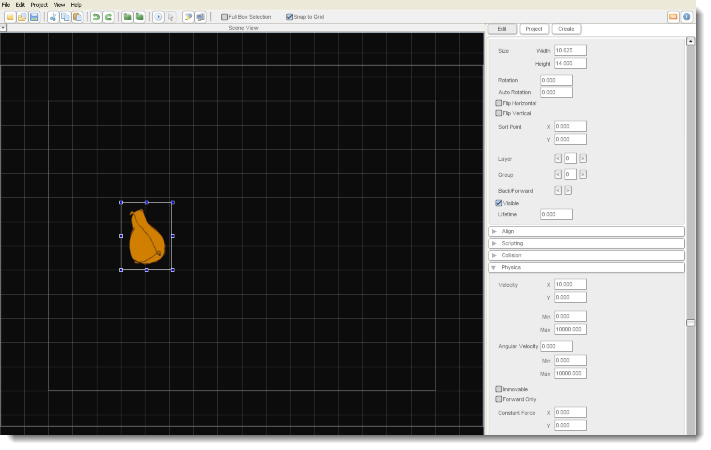 File Edit Project View Help
Full Box Selection Snap to Grid
Scene View
Edit Project Create
Size Width 10.625
Height 14.000
Rotation 0.000
Auto Rotation 0.000
Flip Horizontal
Flip Vertical
Sort Point X 0.000
Y 0.000
Layer < 0 >
Group < 0 >
Back/Forward < >
Visible
Lifetime 0.000
Align
Scripting
Collision
Physics
Velocity X 10.000
Y 0.000
Min 0.000
Max 10000.000
Angular Velocity 0.000
Min 0.000
Max 10000.000
Immovable
Forward Only
Constant Force X 0.000
Y 0.000